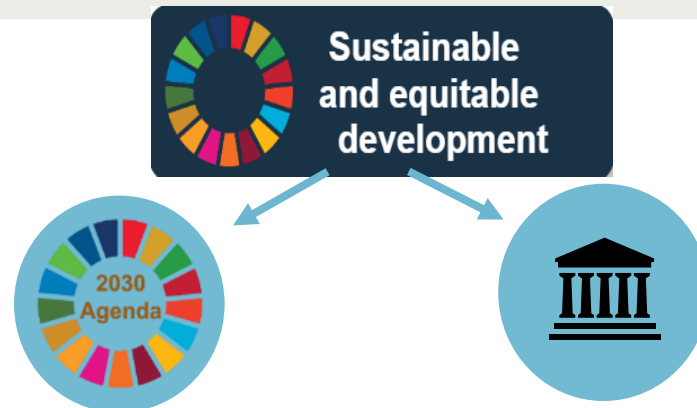 Sustainable
and equitable
development
2030
Agenda